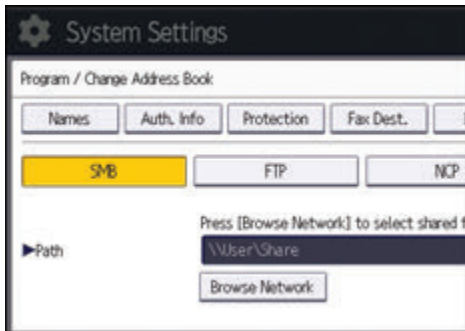 System Settings
Program / Change Address Book
Names Auth. Info Protection Fax Dest.
SMB FTP NCP
Press [Browse Network] to select shared
▶Path \\User\Share
Browse Network